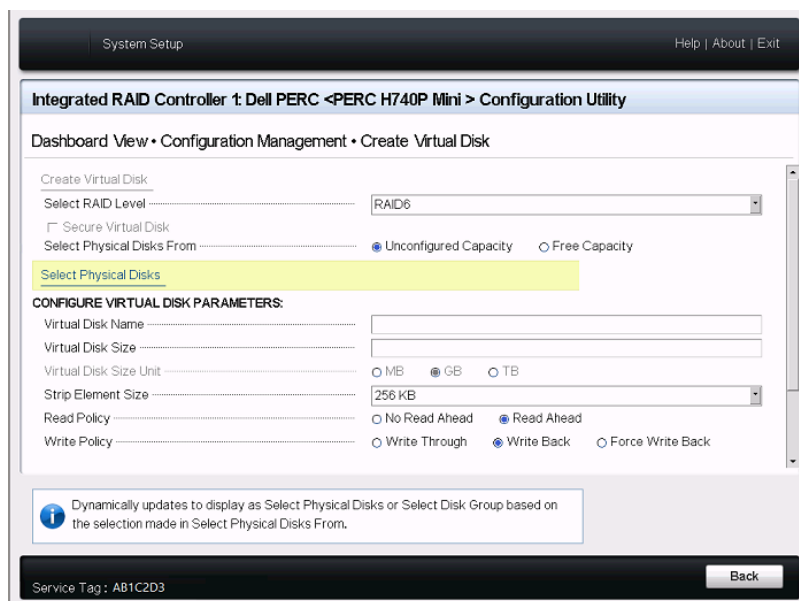 System Setup
Help | About | Exit
Integrated RAID Controller 1: Dell PERC <PERC H740P Mini > Configuration Utility
Dashboard View • Configuration Management • Create Virtual Disk
Create Virtual Disk
Select RAID Level RAID6
Secure Virtual Disk
Select Physical Disks From Unconfigured Capacity Free Capacity
Select Physical Disks
CONFIGURE VIRTUAL DISK PARAMETERS:
Virtual Disk Name
Virtual Disk Size
Virtual Disk Size Unit MB GB TB
Strip Element Size 256 KB
Read Policy No Read Ahead Read Ahead
Write Policy Write Through Write Back Force Write Back
Dynamically updates to display as Select Physical Disks or Select Disk Group based on
the selection made in Select Physical Disks From.
Back
Service Tag : AB1C2D3